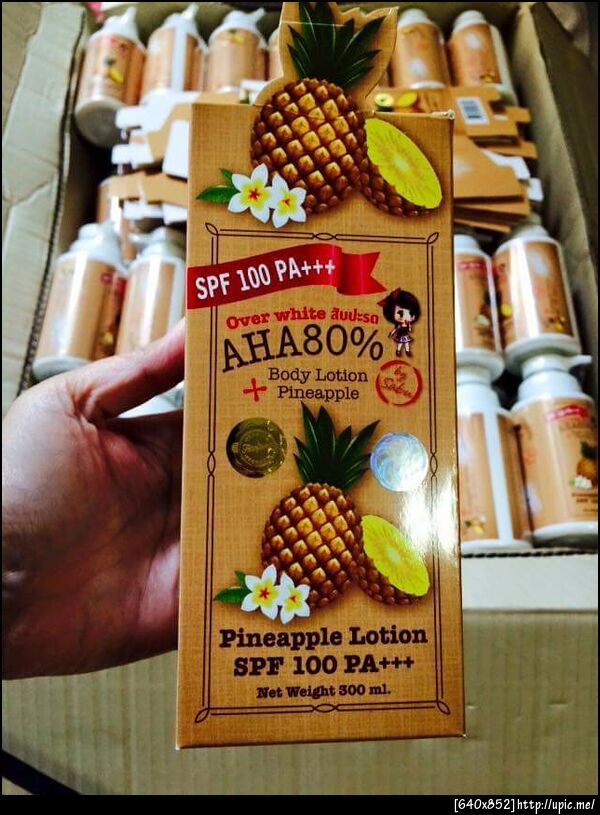 SPF 100 PA+++
Over white สับปะรด
AHA80%
+ Body Lotion
Pineapple
by
Pineapple Lotion
SPF 100 PA+++
Net Weight 300 ml.
[640x852]http://upic.me/